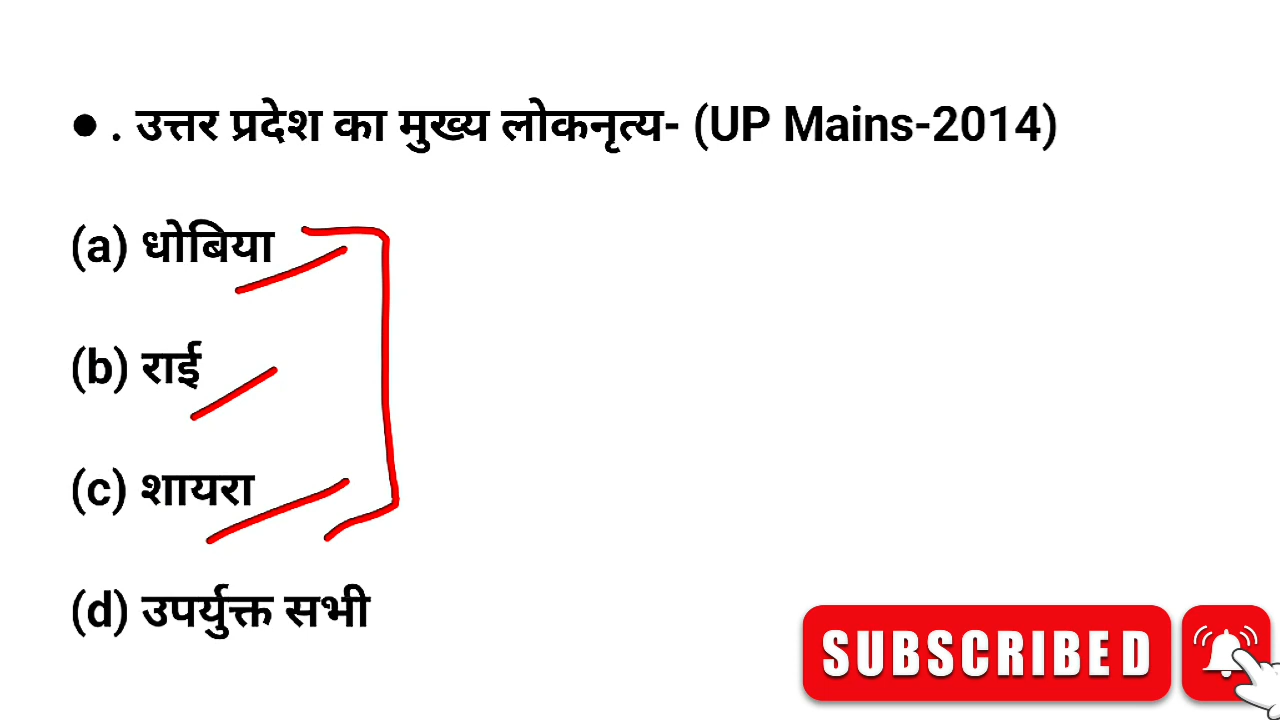 ● . उत्तर प्रदेश का मुख्य लोकनृत्य- (UP Mains-2014)
(a) धोबिया
(b) राई
(c) शायरा
(d) उपर्युक्त सभी
SUBSCRIBED